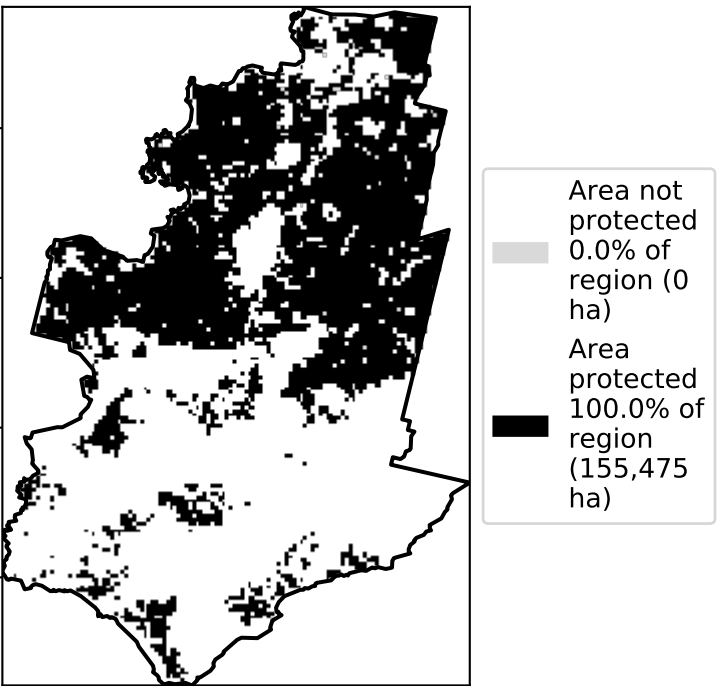 Area not
protected
0.0% of
region (0
ha)
Area
protected
100.0% of
region
(155,475
ha)